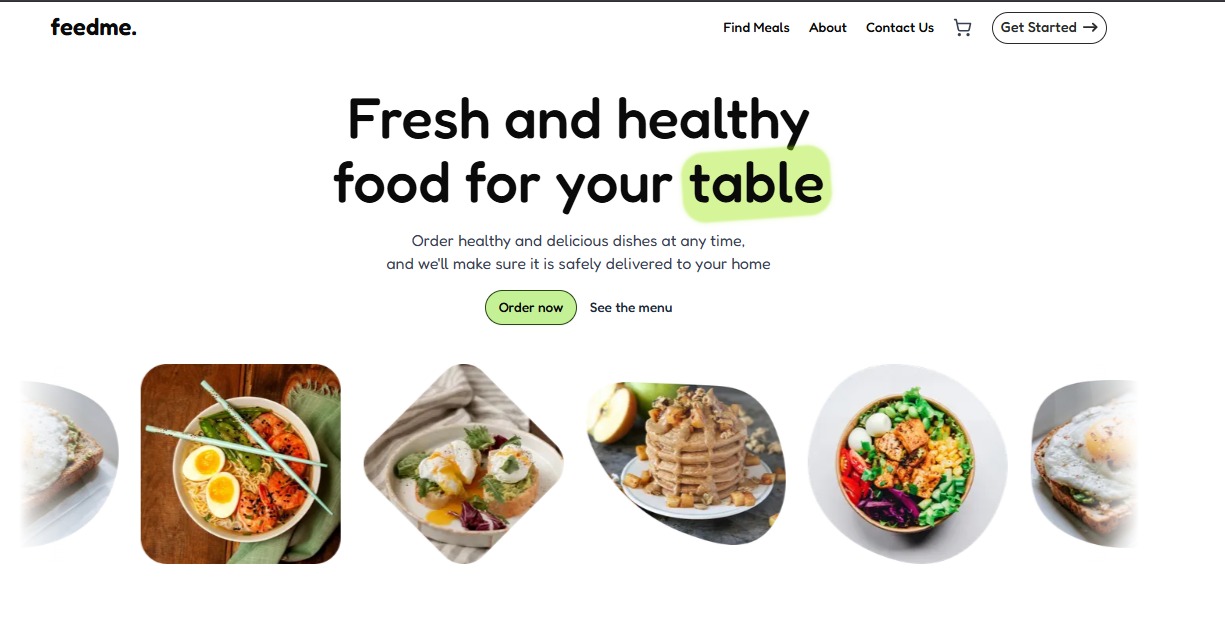 feedme.
Find Meals
About
Contact Us
Get Started →
Fresh and healthy
food for your table
Order healthy and delicious dishes at any time,
and we'll make sure it is safely delivered to your home
Order now
See the menu